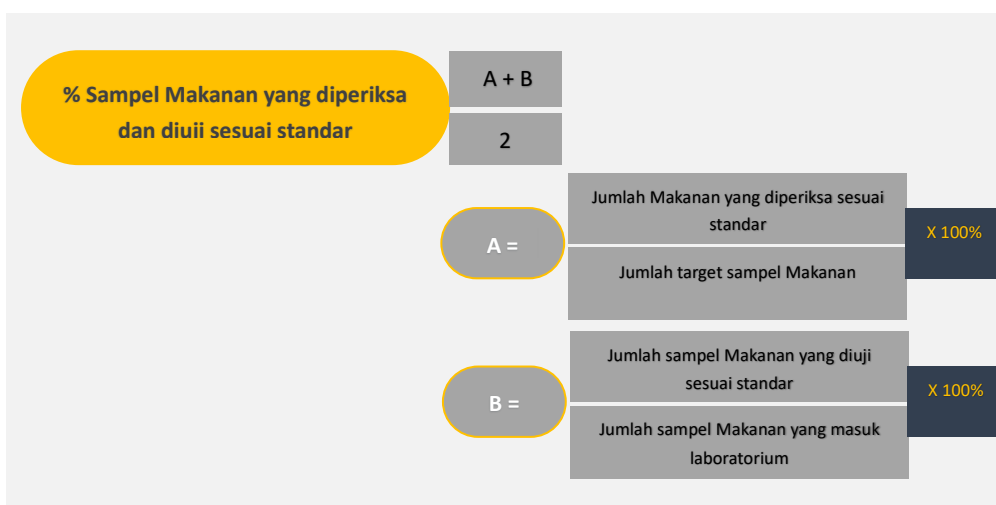 % Sampel Makanan yang diperiksa
dan diuii sesuai standar
A + B
2
A =
Jumlah Makanan yang diperiksa sesuai
standar
Jumlah target sampel Makanan
X 100%
B =
Jumlah sampel Makanan yang diuji
sesuai standar
Jumlah sampel Makanan yang masuk
laboratorium
X 100%